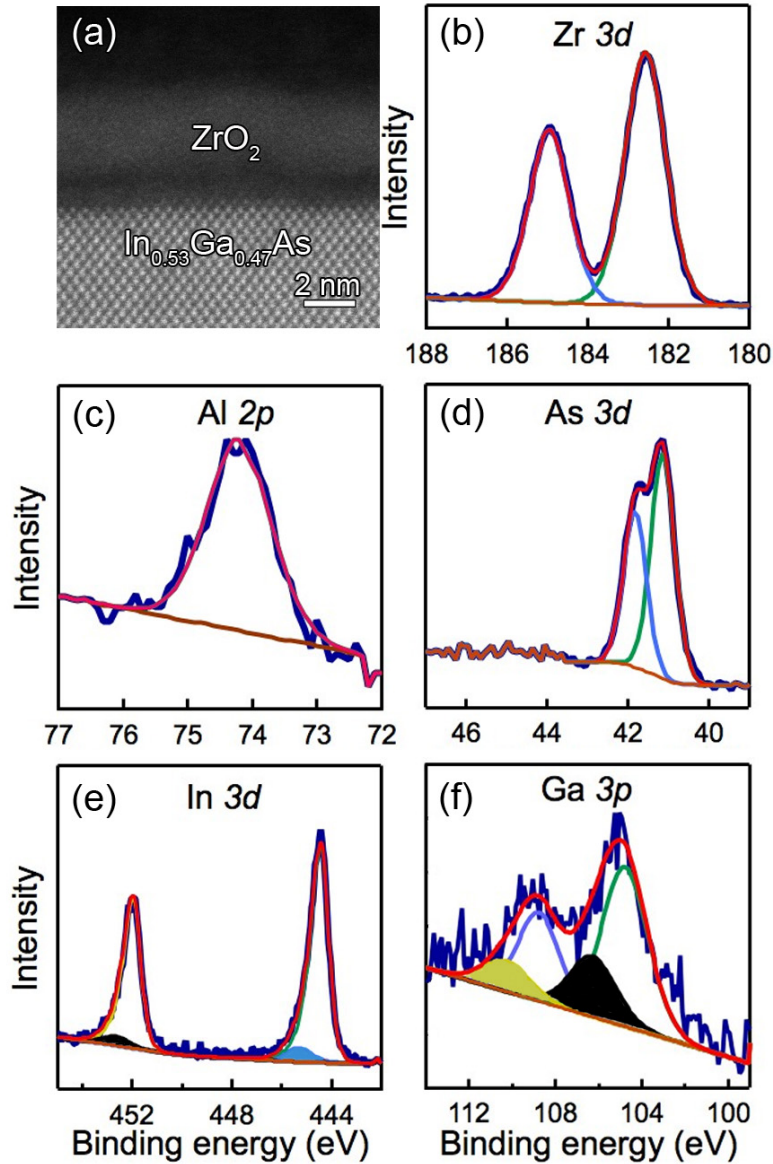 (a)
ZrO₂
In₀.₅₃Ga₀.₄₇As
2 nm
(b) Zr 3d
Intensity
188 186 184 182 180
(c) Al 2p
Intensity
77 76 75 74 73 72
(d) As 3d
46 44 42 40
(e) In 3d
Intensity
452 448 444
Binding energy (eV)
(f) Ga 3p
112 108 104 100
Binding energy (eV)